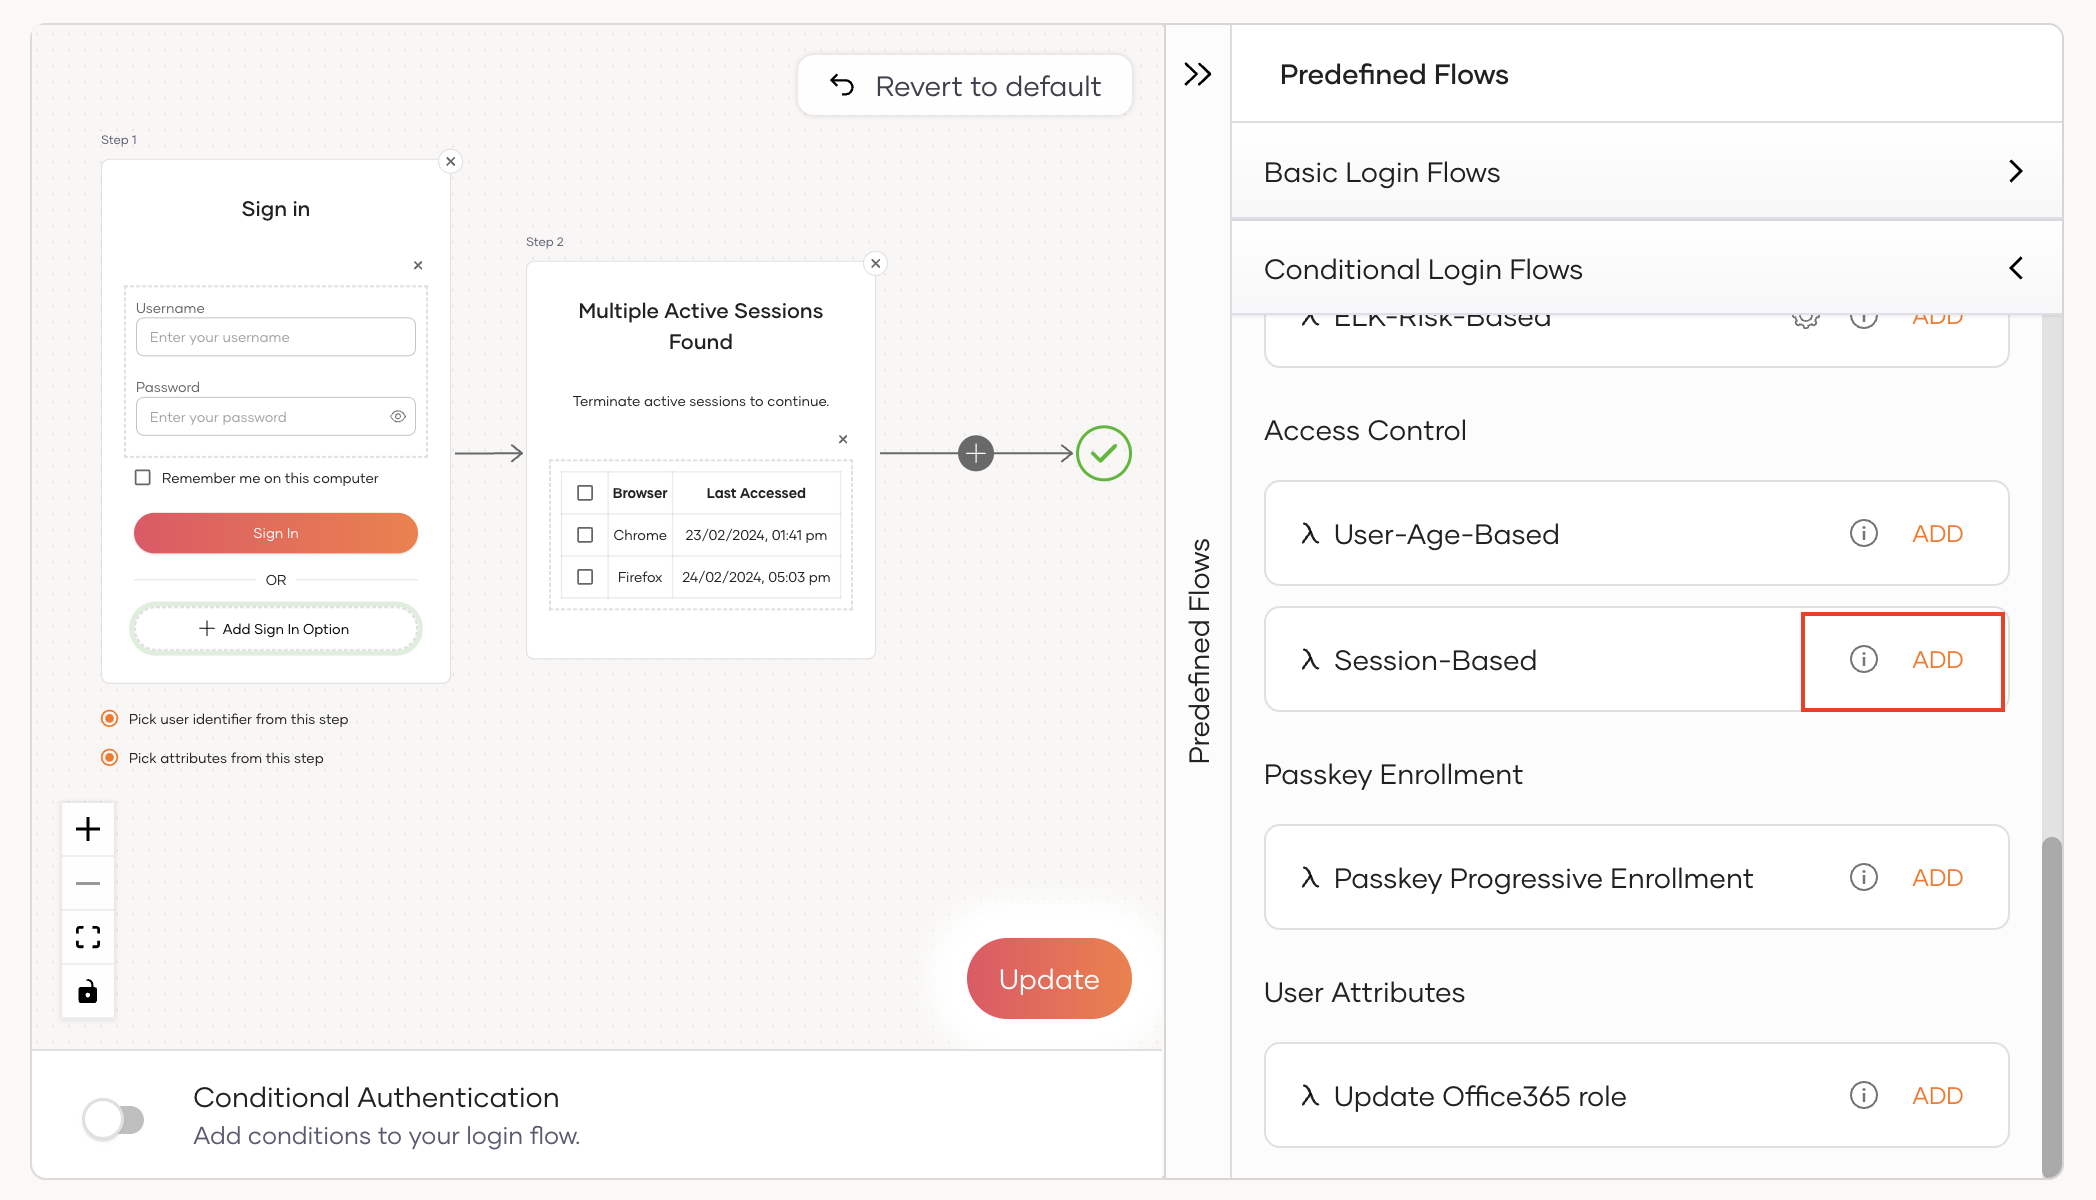 Revert to default
Step 1
Sign in
Username
Enter your username
Password
Enter your password
Remember me on this computer
Sign In
OR
Add Sign In Option
Pick user identifier from this step
Pick attributes from this step
Step 2
Multiple Active Sessions
Found
Terminate active sessions to continue.
Browser Last Accessed
Chrome 23/02/2024, 01:41 pm
Firefox 24/02/2024, 05:03 pm
Update
Conditional Authentication
Add conditions to your login flow.
Predefined Flows
Predefined Flows
Basic Login Flows
Conditional Login Flows
λ ELK-Risk-Based ADD
Access Control
λ User-Age-Based ADD
λ Session-Based ADD
Passkey Enrollment
λ Passkey Progressive Enrollment ADD
User Attributes
λ Update Office365 role ADD